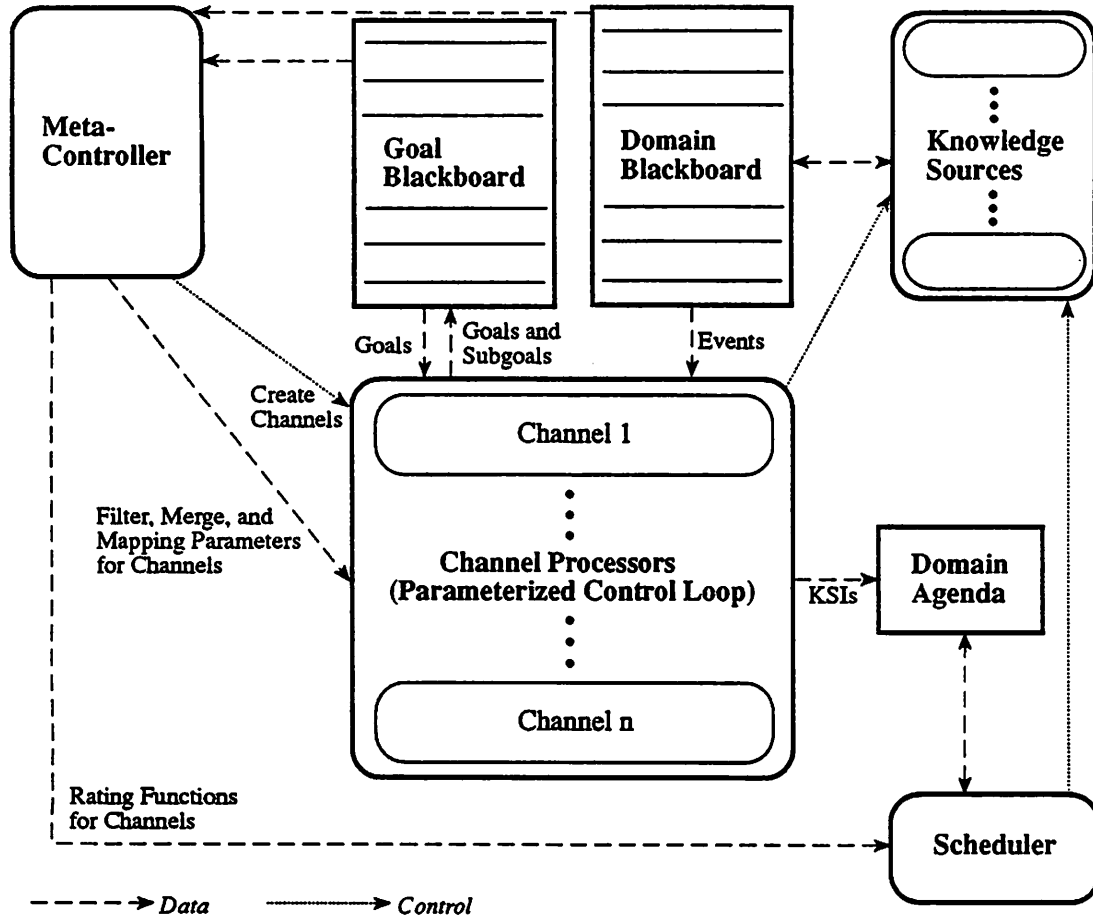 Meta-
Controller
Goal
Blackboard
Domain
Blackboard
Knowledge
Sources
Goals
Goals and
Subgoals
Events
Create
Channels
Channel 1
Filter, Merge, and
Mapping Parameters
for Channels
Channel Processors
(Parameterized Control Loop)
KSIs
Domain
Agenda
Channel n
Rating Functions
for Channels
Scheduler
Data
Control